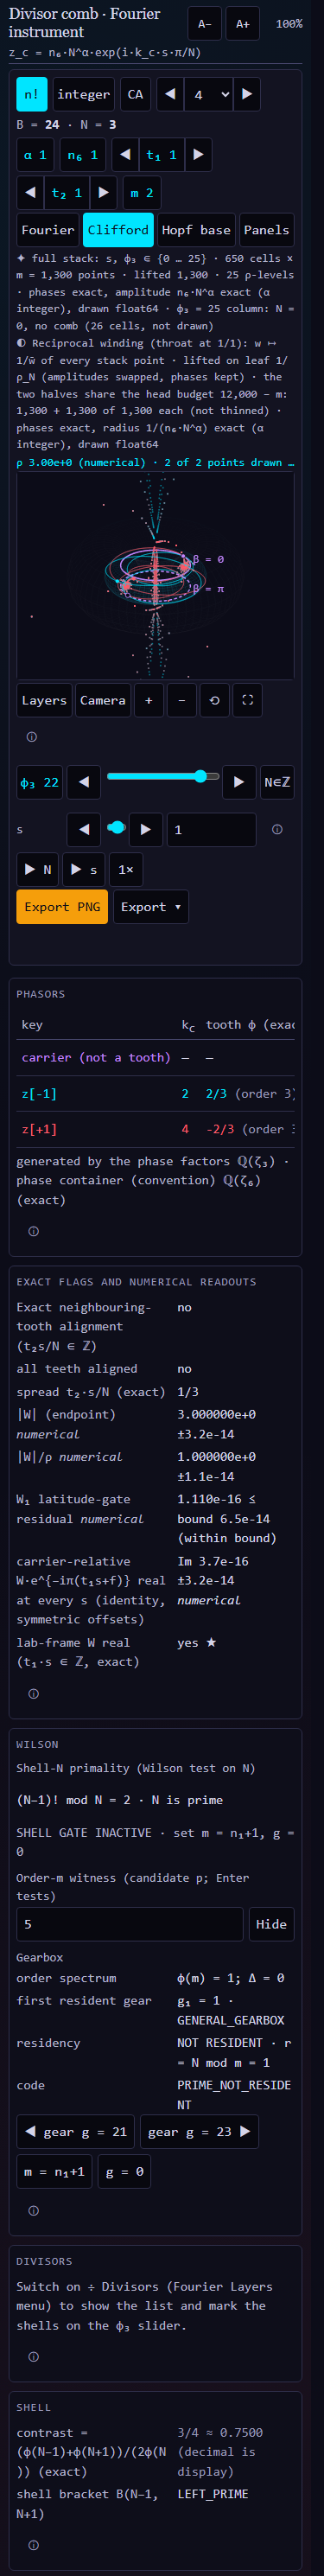 Divisor comb · Fourier
instrument
A− A+ 100%
z_c = n₆·N^α·exp(i·k_c·s·π/N)
n! integer CA ◀ 4 ▶
B = 24 · N = 3
α 1 n₆ 1 ◀ t₁ 1 ▶
◀ t₂ 1 ▶ m 2
Fourier Clifford Hopf base Panels
✦ full stack: s, ϕ₃ ∈ {0 … 25} · 650 cells ×
m = 1,300 points · lifted 1,300 · 25 ρ-levels
· phases exact, amplitude n₆·N^α exact (α
integer), drawn float64 · ϕ₃ = 25 column: N =
0, no comb (26 cells, not drawn)
◐ Reciprocal winding (throat at 1/1): w ↦
1/w̄ of every stack point · lifted on leaf 1/
ρ_N (amplitudes swapped, phases kept) · the
two halves share the head budget 12,000 − m:
1,300 + 1,300 of 1,300 each (not thinned) ·
phases exact, radius 1/(n₆·N^α) exact (α
integer), drawn float64
ρ 3.00e+0 (numerical) · 2 of 2 points drawn …
β = 0
β = π
Layers Camera + − ⟲ ⛶
ⓘ
ϕ₃ 22 ◀ ▶ N∈ℤ
s ◀ ▶ 1 ⓘ
▶ N ▶ s 1×
Export PNG Export ▾
PHASORS
key k_C tooth ϕ (exac
carrier (not a tooth) — —
z[-1] 2 2/3 (order 3)
z[+1] 4 -2/3 (order 3
generated by the phase factors ℚ(ζ₃) ·
phase container (convention) ℚ(ζ₆)
(exact)
ⓘ
EXACT FLAGS AND NUMERICAL READOUTS
Exact neighbouring- no
tooth alignment
(t₂s/N ∈ ℤ)
all teeth aligned no
spread t₂·s/N (exact) 1/3
|W| (endpoint) 3.000000e+0
numerical ±3.2e-14
|W|/ρ numerical 1.000000e+0
±1.1e-14
W₁ latitude-gate 1.110e-16 ≤
residual numerical bound 6.5e-14
(within bound)
carrier-relative Im 3.7e-16
W·e^{−iπ(t₁s+f)} real ±3.2e-14
at every s (identity, numerical
symmetric offsets)
lab-frame W real yes ★
(t₁·s ∈ ℤ, exact)
ⓘ
WILSON
Shell-N primality (Wilson test on N)
(N−1)! mod N = 2 · N is prime
SHELL GATE INACTIVE · set m = n₁+1, g =
0
Order-m witness (candidate p; Enter
tests)
5 Hide
Gearbox
order spectrum ϕ(m) = 1; Δ = 0
first resident gear g₁ = 1 ·
GENERAL_GEARBOX
residency NOT RESIDENT · r
= N mod m = 1
code PRIME_NOT_RESIDE
NT
◀ gear g = 21 gear g = 23 ▶
m = n₁+1 g = 0
ⓘ
DIVISORS
Switch on ÷ Divisors (Fourier Layers
menu) to show the list and mark the
shells on the ϕ₃ slider.
ⓘ
SHELL
contrast = 3/4 ≈ 0.7500
(ϕ(N−1)+ϕ(N+1))/(2ϕ(N (decimal is
)) (exact) display)
shell bracket B(N−1, LEFT_PRIME
N+1)
ⓘ